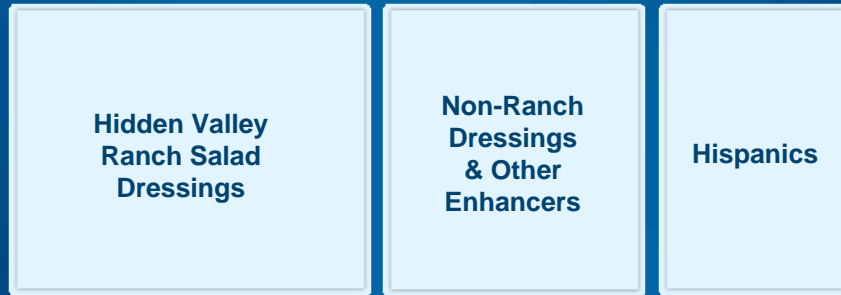 Hidden Valley
Ranch Salad
Dressings
Non-Ranch
Dressings
& Other
Enhancers
Hispanics